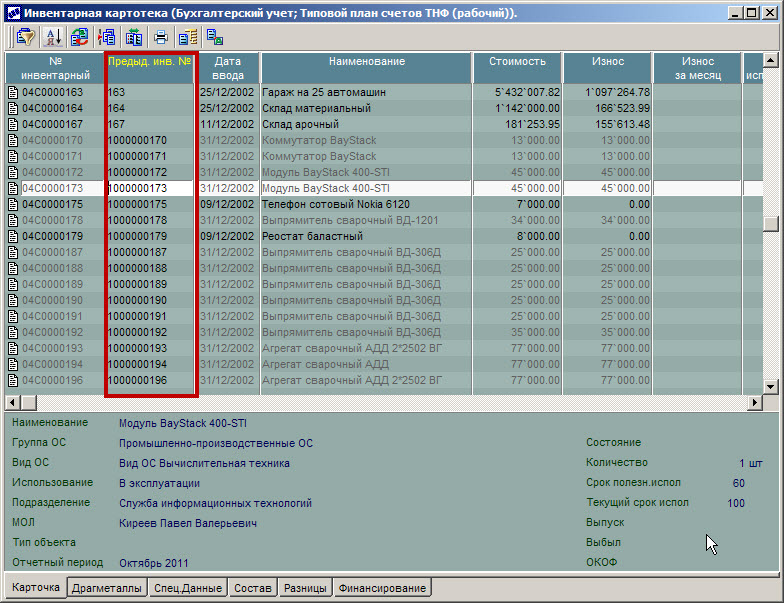 Инвентарная картотека (Бухгалтерский учет; Типовой план счетов ТНФ (рабочий)).
№ инвентарный Предыд. инв. № Дата ввода Наименование Стоимость Износ Износ за месяц исп
04С0000163 163 25/12/2002 Гараж на 25 автомашин 5`432`007.82 1`097`264.78
04С0000164 164 25/12/2002 Склад материальный 1`142`000.00 166`523.99
04С0000167 167 11/12/2002 Склад арочный 181`253.95 155`613.48
04С0000170 1000000170 31/12/2002 Коммутатор BayStack 13`000.00 13`000.00
04С0000171 1000000171 31/12/2002 Коммутатор BayStack 13`000.00 13`000.00
04С0000172 1000000172 31/12/2002 Модуль BayStack 400-STI 45`000.00 45`000.00
04С0000173 1000000173 31/12/2002 Модуль BayStack 400-STI 45`000.00 45`000.00
04С0000175 1000000175 09/12/2002 Телефон сотовый Nokia 6120 7`000.00 0.00
04С0000178 1000000178 31/12/2002 Выпрямитель сварочный ВД-1201 34`000.00 34`000.00
04С0000179 1000000179 09/12/2002 Реостат баластный 8`000.00 0.00
04С0000187 1000000187 31/12/2002 Выпрямитель сварочный ВД-306Д 25`000.00 25`000.00
04С0000188 1000000188 31/12/2002 Выпрямитель сварочный ВД-306Д 25`000.00 25`000.00
04С0000189 1000000189 31/12/2002 Выпрямитель сварочный ВД-306Д 25`000.00 25`000.00
04С0000190 1000000190 31/12/2002 Выпрямитель сварочный ВД-306Д 25`000.00 25`000.00
04С0000191 1000000191 31/12/2002 Выпрямитель сварочный ВД-306Д 25`000.00 25`000.00
04С0000192 1000000192 31/12/2002 Выпрямитель сварочный ВД-306Д 35`000.00 35`000.00
04С0000193 1000000193 31/12/2002 Агрегат сварочный АДД 2*2502 ВГ 77`000.00 77`000.00
04С0000194 1000000194 31/12/2002 Агрегат сварочный АДД 77`000.00 77`000.00
04С0000196 1000000196 31/12/2002 Агрегат сварочный АДД 2*2502 ВГ 77`000.00 77`000.00
Наименование Модуль BayStack 400-STI
Группа ОС Промышленно-производственные ОС Состояние
Вид ОС Вид ОС Вычислительная техника Количество 1 шт
Использование В эксплуатации Срок полезн.испол 60
Подразделение Служба информационных технологий Текущий срок испол 100
МОЛ Киреев Павел Валерьевич Выпуск
Тип объекта Выбыл
Отчетный период Октябрь 2011 ОКОФ
Карточка Драгметаллы Спец.Данные Состав Разницы Финансирование